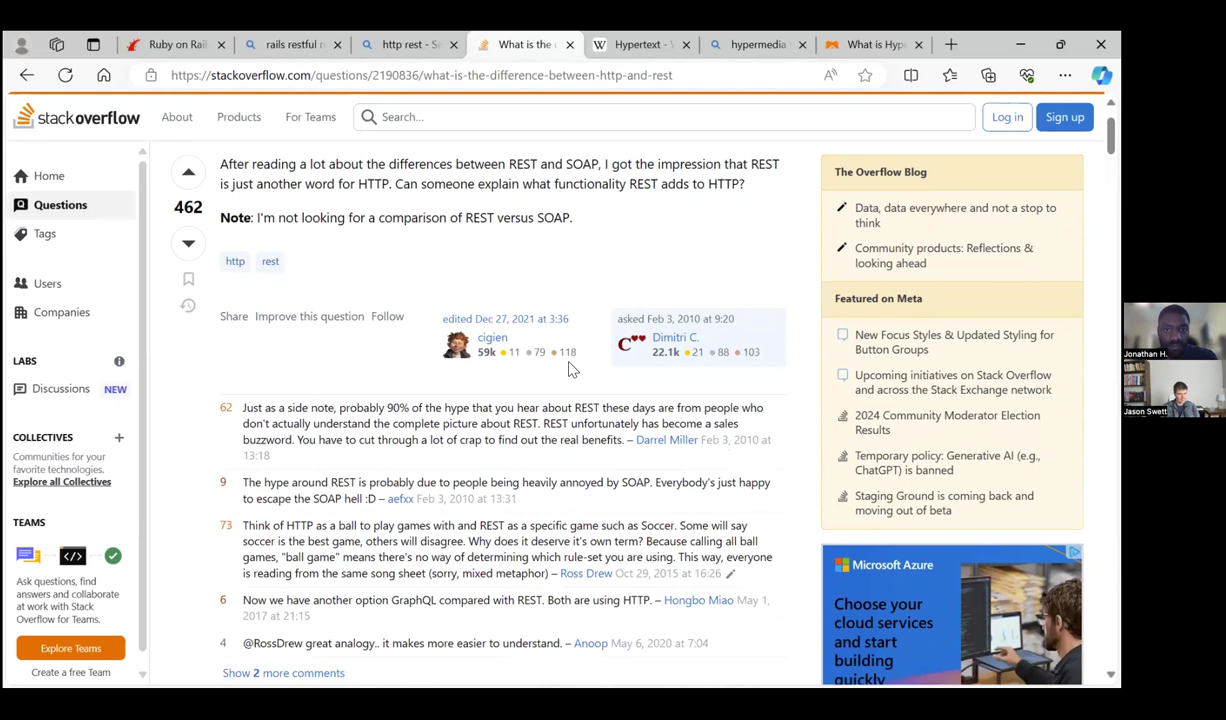 Ruby on Rail
rails restful r
http rest - Se
What is the c
Hypertext - W
hypermedia
What is Hype
https://stackoverflow.com/questions/2190836/what-is-the-difference-between-http-and-rest
stackoverflow
About
Products
For Teams
Search...
Log in
Sign up
Home
Questions
Tags
Users
Companies
LABS
Discussions NEW
COLLECTIVES
Communities for your
favorite technologies.
Explore all Collectives
TEAMS
Ask questions, find
answers and collaborate
at work with Stack
Overflow for Teams.
Explore Teams
Create a free Team
462
After reading a lot about the differences between REST and SOAP, I got the impression that REST
is just another word for HTTP. Can someone explain what functionality REST adds to HTTP?
Note: I'm not looking for a comparison of REST versus SOAP.
http rest
Share Improve this question Follow
edited Dec 27, 2021 at 3:36
cigien
59k 11 79 118
asked Feb 3, 2010 at 9:20
Dimitri C.
22.1k 21 88 103
62 Just as a side note, probably 90% of the hype that you hear about REST these days are from people who
don't actually understand the complete picture about REST. REST unfortunately has become a sales
buzzword. You have to cut through a lot of crap to find out the real benefits. – Darrel Miller Feb 3, 2010 at
13:18
9 The hype around REST is probably due to people being heavily annoyed by SOAP. Everybody's just happy
to escape the SOAP hell :D – aefxx Feb 3, 2010 at 13:31
73 Think of HTTP as a ball to play games with and REST as a specific game such as Soccer. Some will say
soccer is the best game, others will disagree. Why does it deserve it's own term? Because calling all ball
games, "ball game" means there's no way of determining which rule-set you are using. This way, everyone
is reading from the same song sheet (sorry, mixed metaphor) – Ross Drew Oct 29, 2015 at 16:26
6 Now we have another option GraphQL compared with REST. Both are using HTTP. – Hongbo Miao May 1,
2017 at 21:15
4 @RossDrew great analogy.. it makes more easier to understand. – Anoop May 6, 2020 at 7:04
Show 2 more comments
The Overflow Blog
Data, data everywhere and not a stop to
think
Community products: Reflections &
looking ahead
Featured on Meta
New Focus Styles & Updated Styling for
Button Groups
Upcoming initiatives on Stack Overflow
and across the Stack Exchange network
2024 Community Moderator Election
Results
Temporary policy: Generative AI (e.g.,
ChatGPT) is banned
Staging Ground is coming back and
moving out of beta
Microsoft Azure
Choose your
cloud services
and start
building
quickly
Jonathan H.
Jason Swett